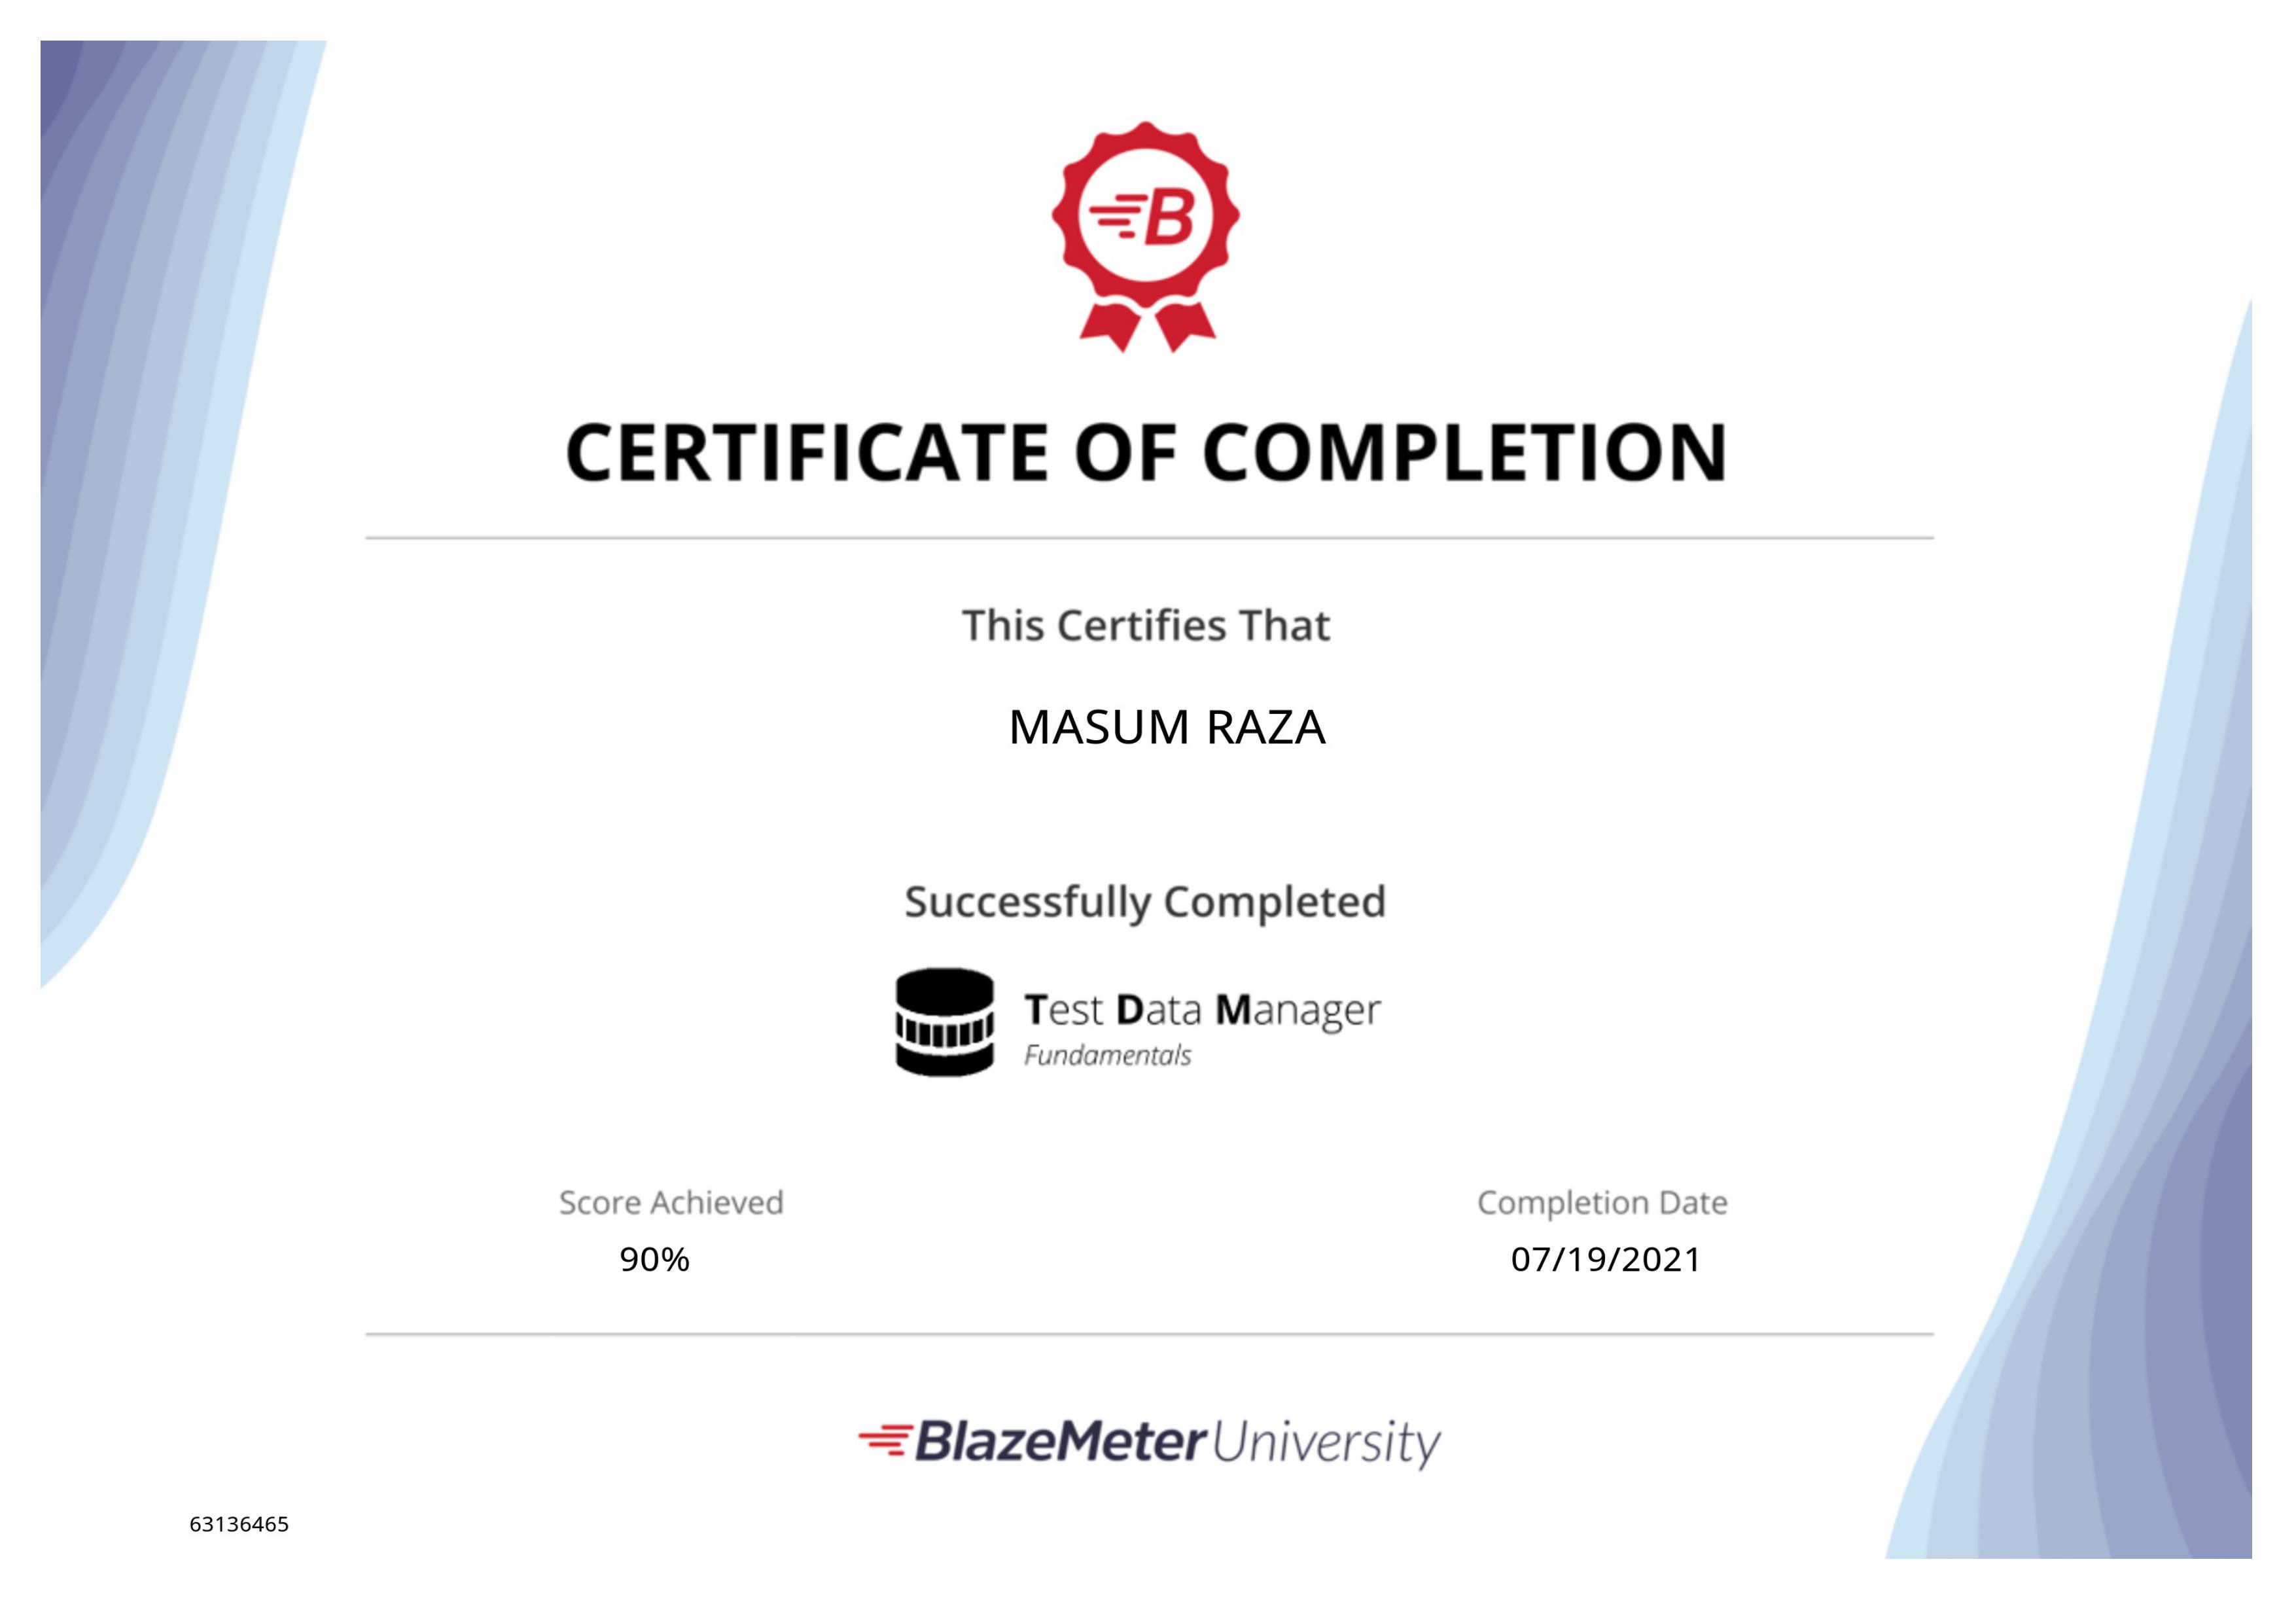 B
CERTIFICATE OF COMPLETION
This Certifies That
MASUM RAZA
Successfully Completed
Test Data Manager
Fundamentals
Score Achieved
90%
Completion Date
07/19/2021
BlazeMeter University
63136465